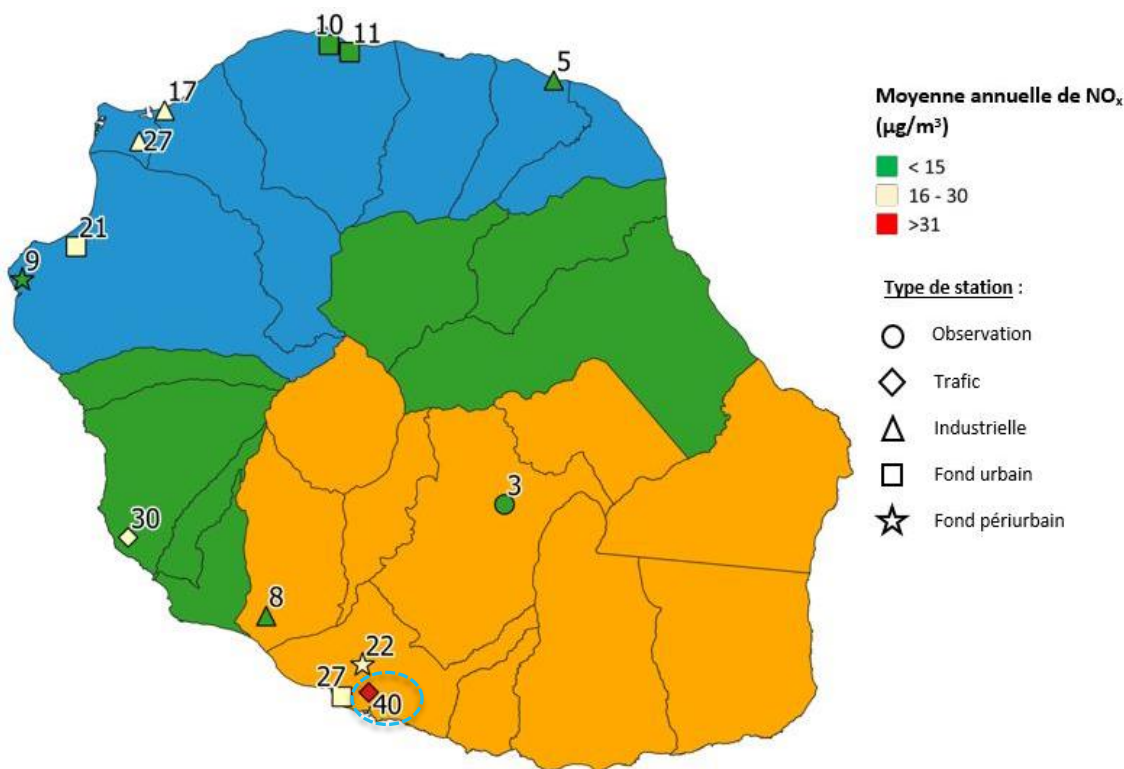 10
11
5
17
27
21
9
3
30
8
22
27
40
Moyenne annuelle de NOₓ
(µg/m³)
< 15
16 - 30
>31
Type de station :
Observation
Trafic
Industrielle
Fond urbain
Fond périurbain